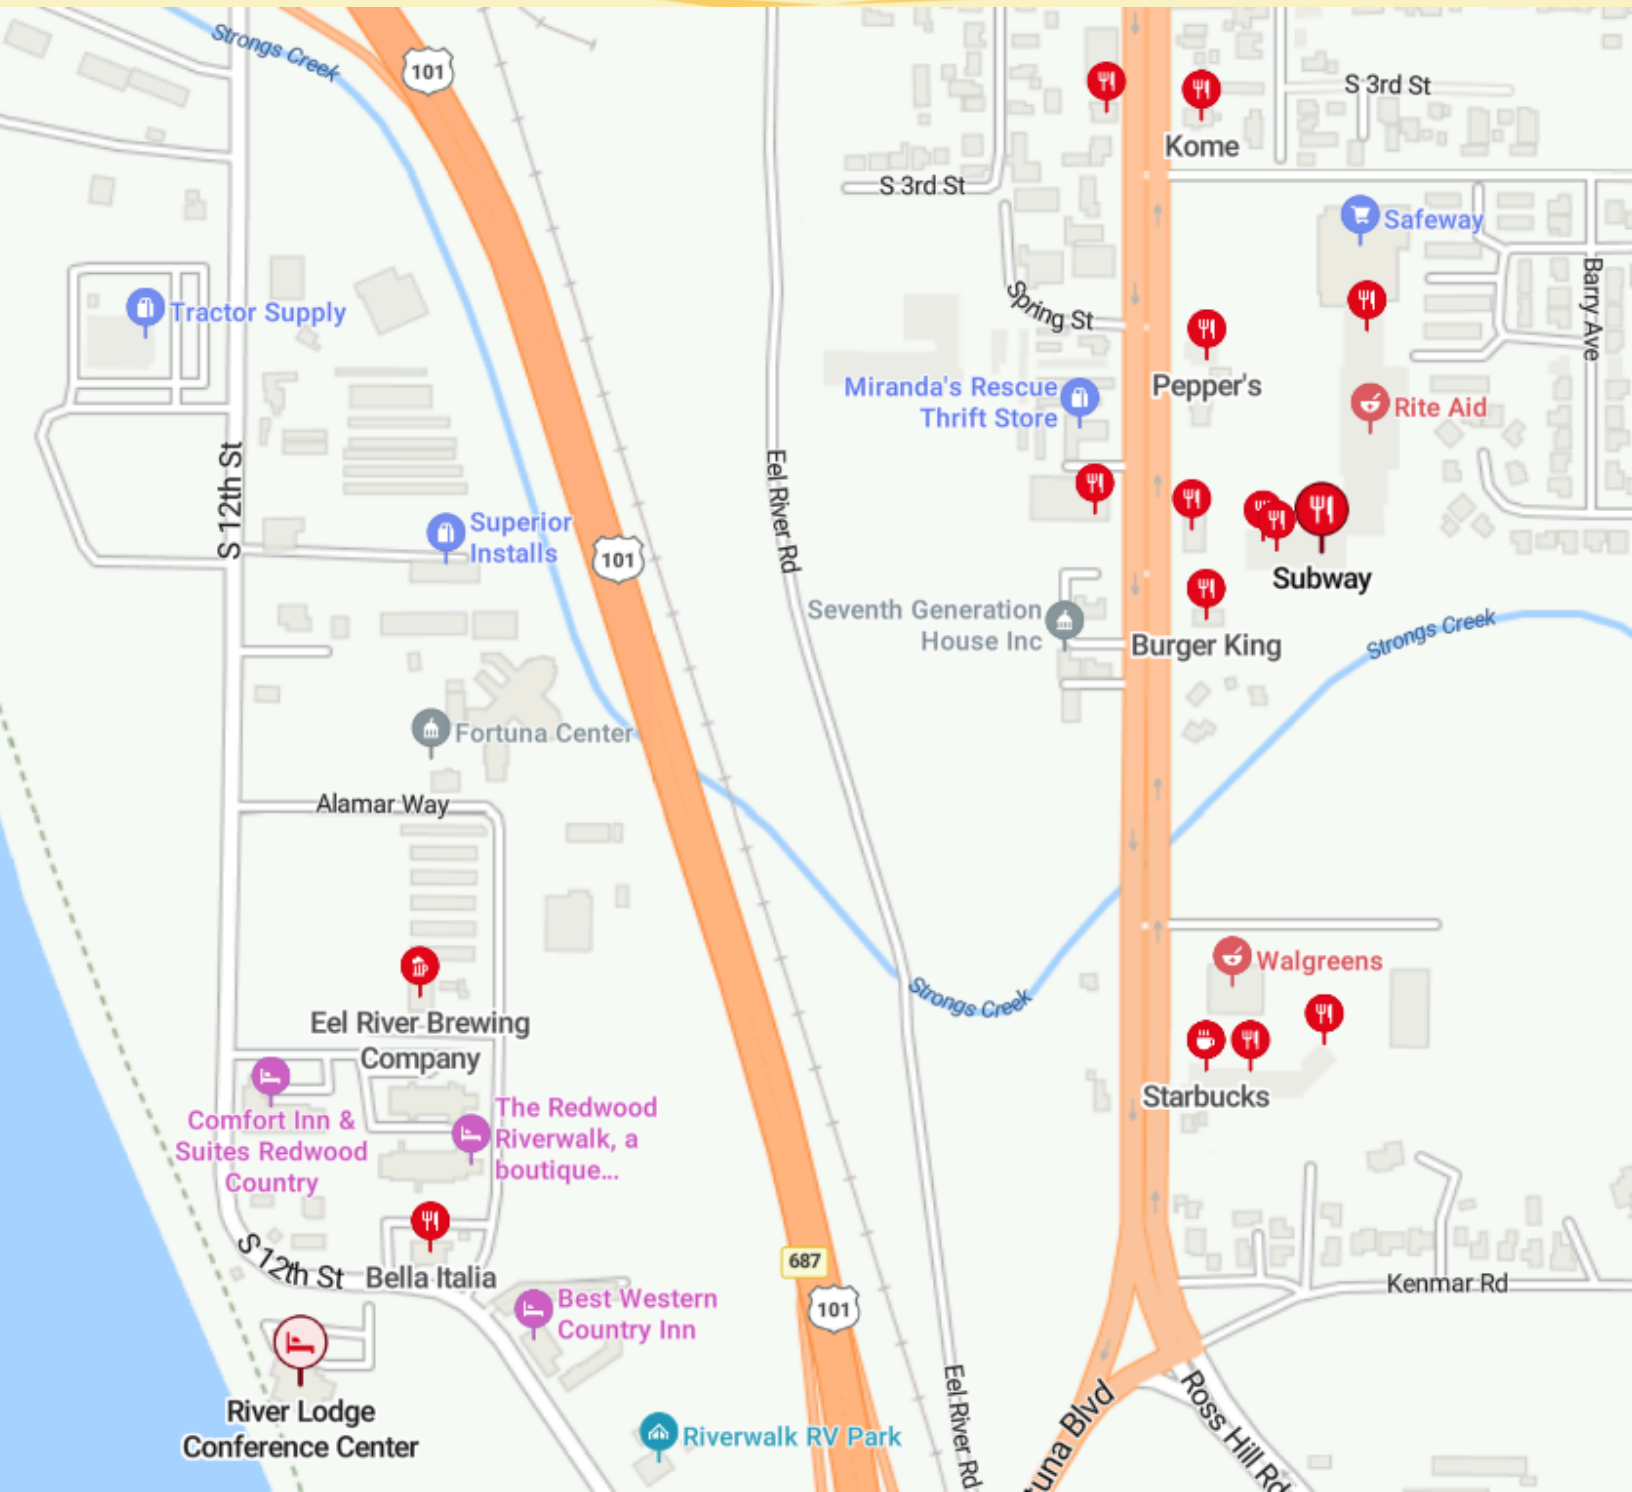 Strongs Creek
101
S 3rd St
Kome
S 3rd St
Safeway
Tractor Supply
Spring St
Barry Ave
Pepper's
Miranda's Rescue
Thrift Store
Rite Aid
S 12th St
Eel River Rd
Superior
Installs
101
Subway
Seventh Generation
House Inc
Burger King
Strongs Creek
Fortuna Center
Alamar Way
Walgreens
Strongs Creek
Eel River Brewing
Company
Starbucks
Comfort Inn &
Suites Redwood
Country
The Redwood
Riverwalk, a
boutique...
S 12th St
Bella Italia
687
101
Kenmar Rd
Best Western
Country Inn
River Lodge
Conference Center
Riverwalk RV Park
Eel River Rd
tuna Blvd
Ross Hill Rd